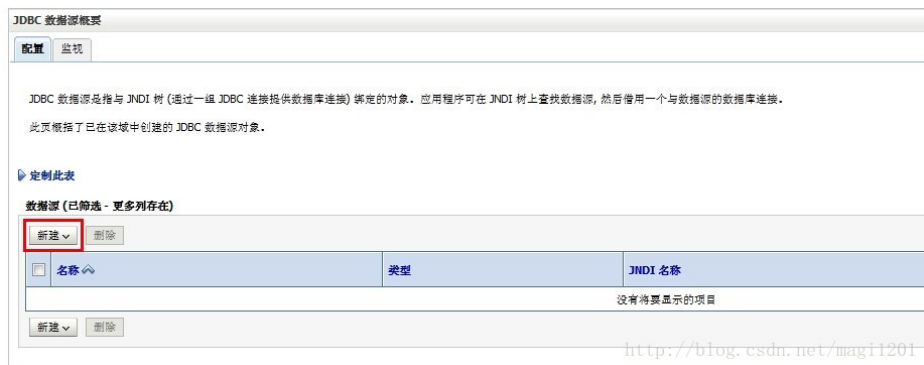 JDBC 数据源概要
配置 监视
JDBC 数据源是指与 JNDI 树 (通过一组 JDBC 连接提供数据库连接) 绑定的对象。应用程序可在 JNDI 树上查找数据源, 然后借用一个与数据源的数据库连接。
此页概括了已在该域中创建的 JDBC 数据源对象。
定制此表
数据源 (已筛选 - 更多列存在)
新建 删除
名称 类型 JNDI 名称
没有将要显示的项目
新建 删除
http://blog.csdn.net/magi1201